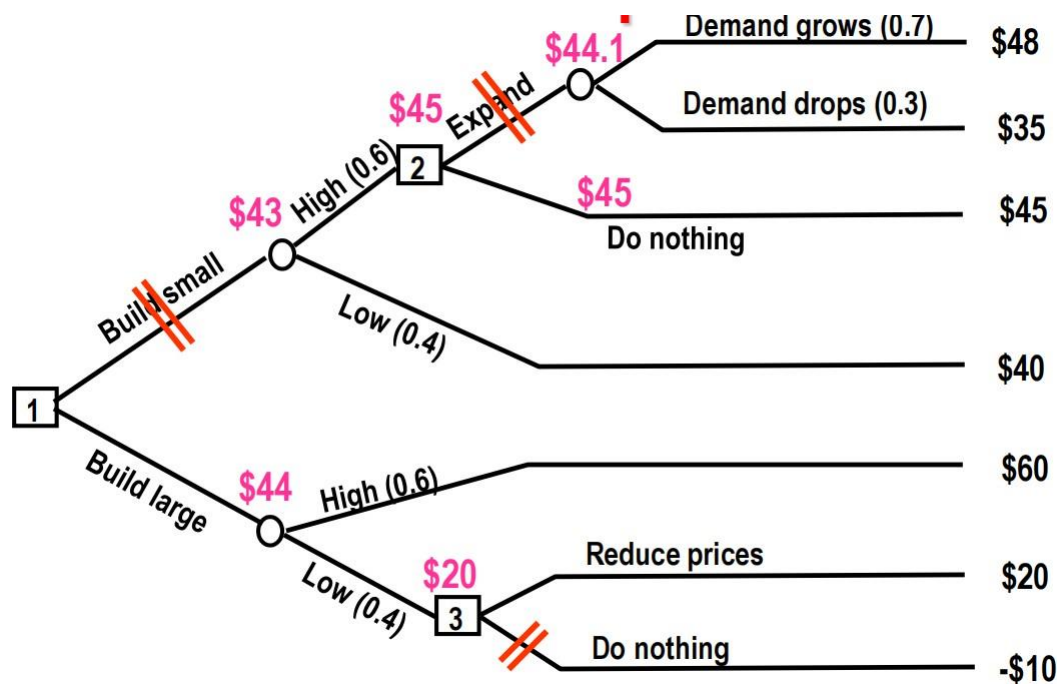 Demand grows (0.7)
$48
$44.1
Demand drops (0.3)
$35
$45
Expand
2
High (0.6)
$45
$45
Do nothing
$43
Build small
Low (0.4)
$40
1
Build large
$44
High (0.6)
$60
Low (0.4)
$20
3
Reduce prices
$20
Do nothing
-$10